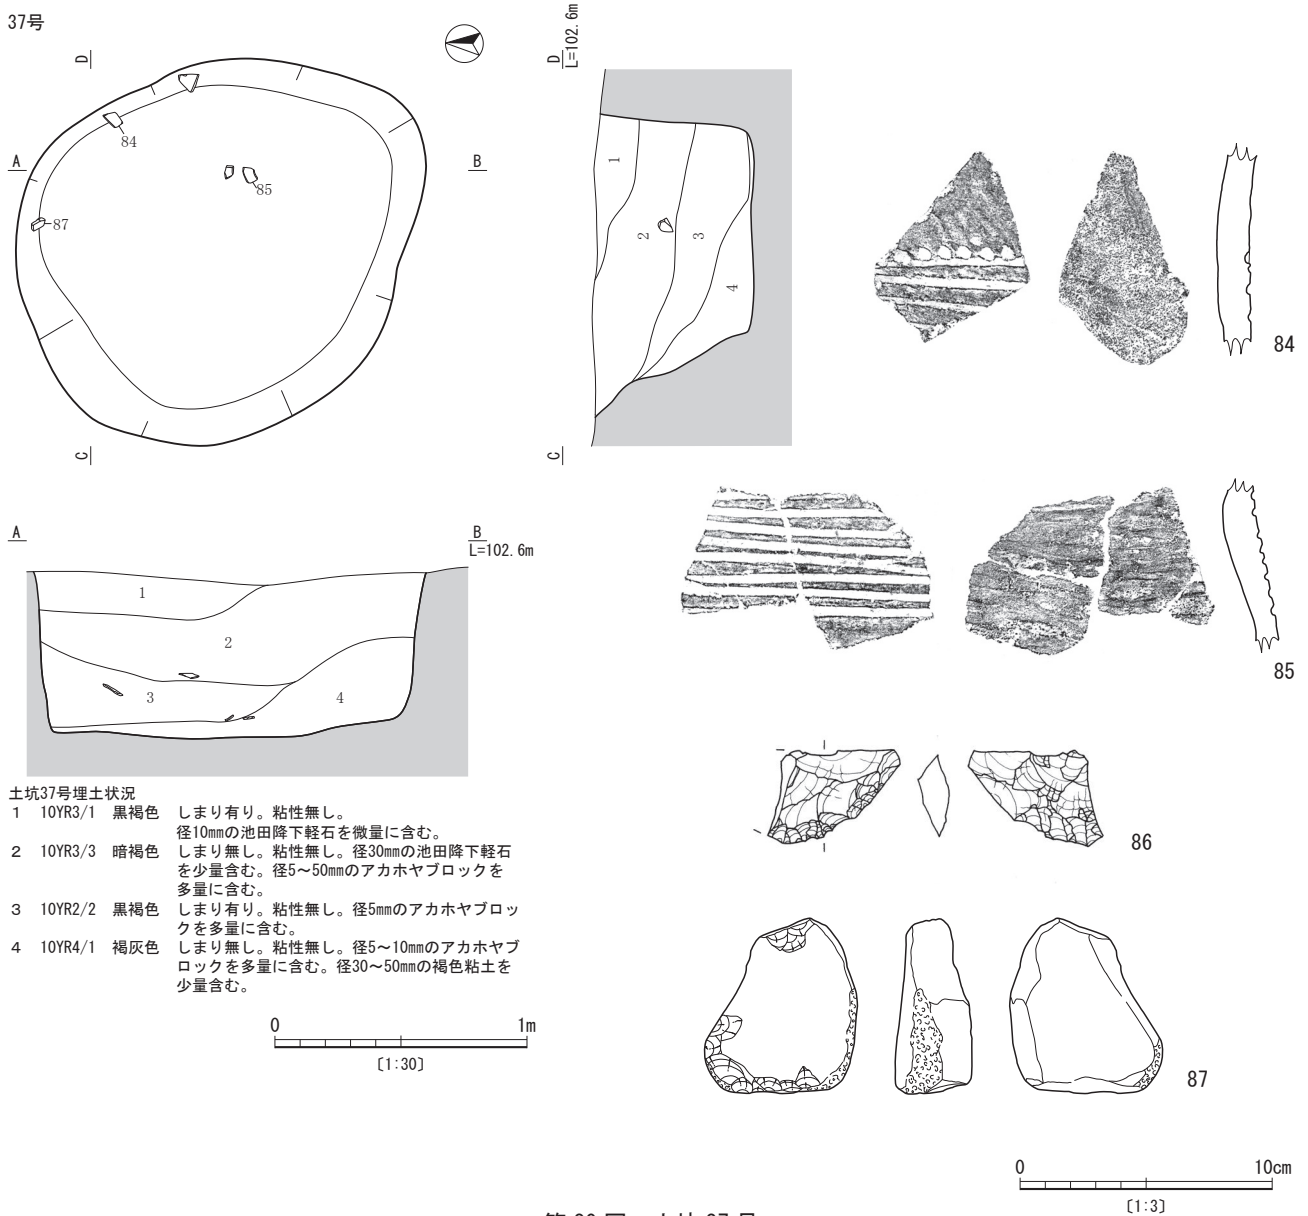 37号
D
L=102.6m
D
84
A
B
85
87
1
2
3
4
84
C
C
A
B
L=102.6m
1
2
3
4
85
土坑37号埋土状況
1 10YR3/1 黒褐色 しまり有り。粘性無し。
径10mmの池田降下軽石を微量に含む。
2 10YR3/3 暗褐色 しまり無し。粘性無し。径30mmの池田降下軽石
を少量含む。径5～50mmのアカホヤブロックを
多量に含む。
3 10YR2/2 黒褐色 しまり有り。粘性無し。径5mmのアカホヤブロッ
クを多量に含む。
4 10YR4/1 褐灰色 しまり無し。粘性無し。径5～10mmのアカホヤブ
ロックを多量に含む。径30～50mmの褐色粘土を
少量含む。
86
0 1m
〔1:30〕
87
0 10cm
〔1:3〕